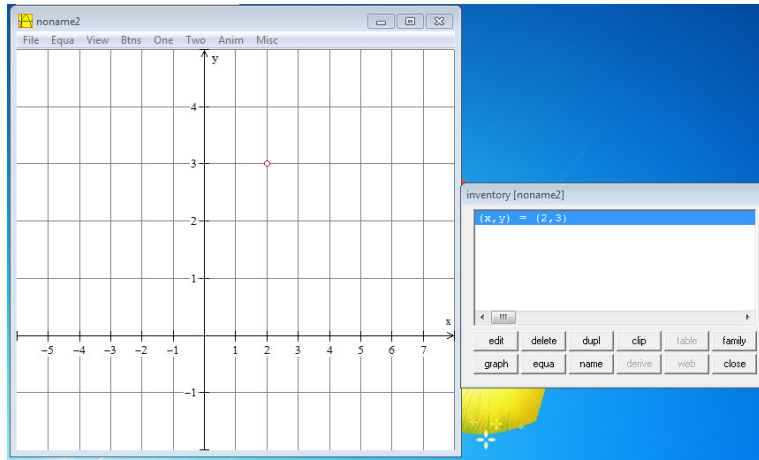 noname2
File Equa View Btns One Two Anim Misc
y
4
3
2
1
x
-5 -4 -3 -2 -1 1 2 3 4 5 6 7
-1
inventory [noname2]
(x,y) = (2,3)
edit delete dupl clip table family
graph equa name derive web close